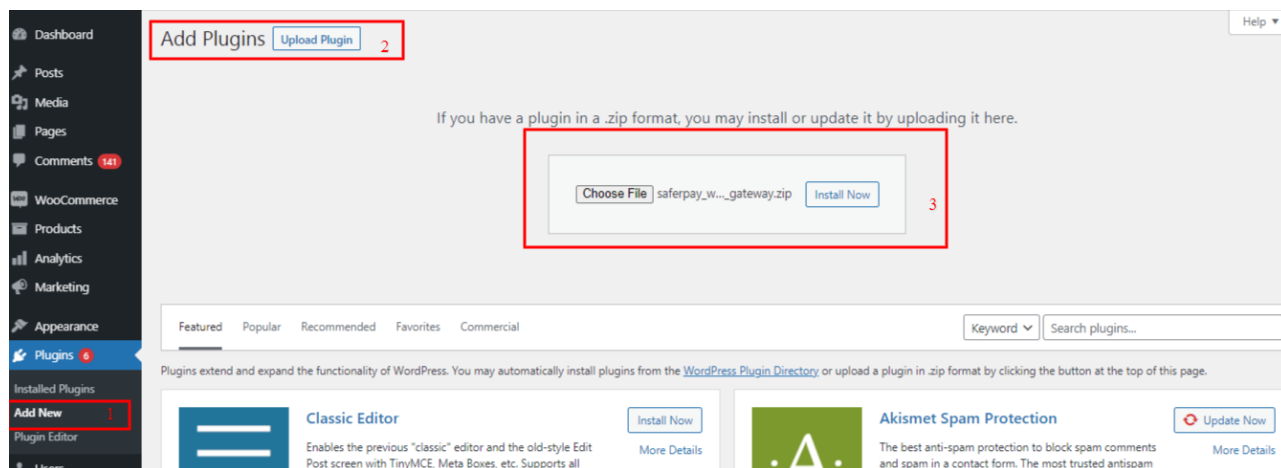 Dashboard
Posts
Media
Pages
Comments 141
WooCommerce
Products
Analytics
Marketing
Appearance
Plugins 6
Installed Plugins
Add New 1
Plugin Editor
Users
Help
Add Plugins Upload Plugin 2
If you have a plugin in a .zip format, you may install or update it by uploading it here.
Choose File saferpay_w..._gateway.zip Install Now
3
Featured Popular Recommended Favorites Commercial
Keyword Search plugins...
Plugins extend and expand the functionality of WordPress. You may automatically install plugins from the WordPress Plugin Directory or upload a plugin in .zip format by clicking the button at the top of this page.
Classic Editor
Install Now
More Details
Enables the previous "classic" editor and the old-style Edit
Post screen with TinyMCE, Meta Boxes, etc. Supports all
A.
Akismet Spam Protection
Update Now
More Details
The best anti-spam protection to block spam comments
and spam in a contact form. The most trusted antispam